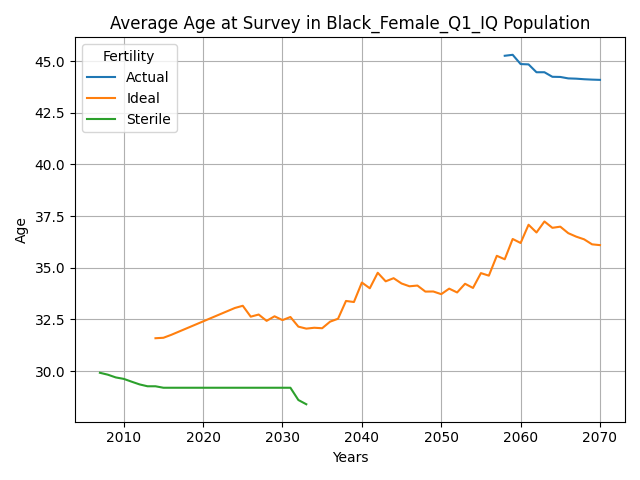 Average Age at Survey in Black_Female_Q1_IQ Population
Fertility
Actual
Ideal
Sterile
45.0
42.5
40.0
37.5
35.0
32.5
30.0
Age
2010 2020 2030 2040 2050 2060 2070
Years